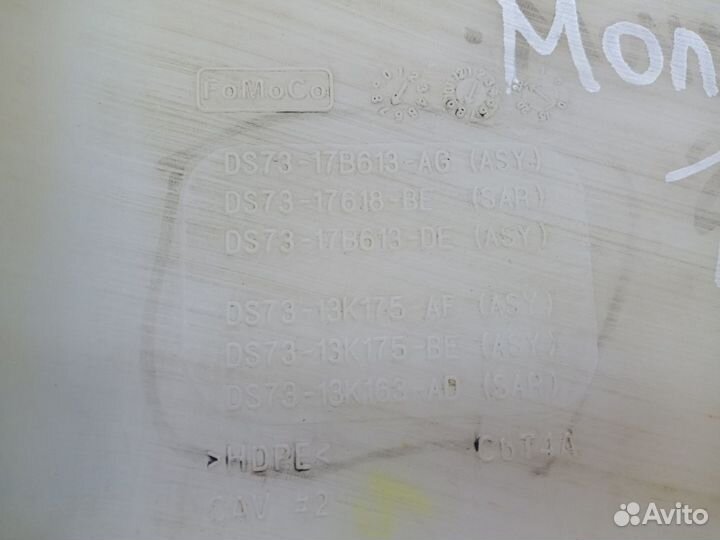 FoMoCo
Mon
DS73-17B613-AG (ASY.)
DS73-17618-BE (SAR)
DS73-17B613-DE (ASY.)
DS73-13K175-AF (ASY.)
DS73-13K175-BE (ASY.)
DS73-13K163-AD (SAR)
>HDPE<
CAV #2
Avito